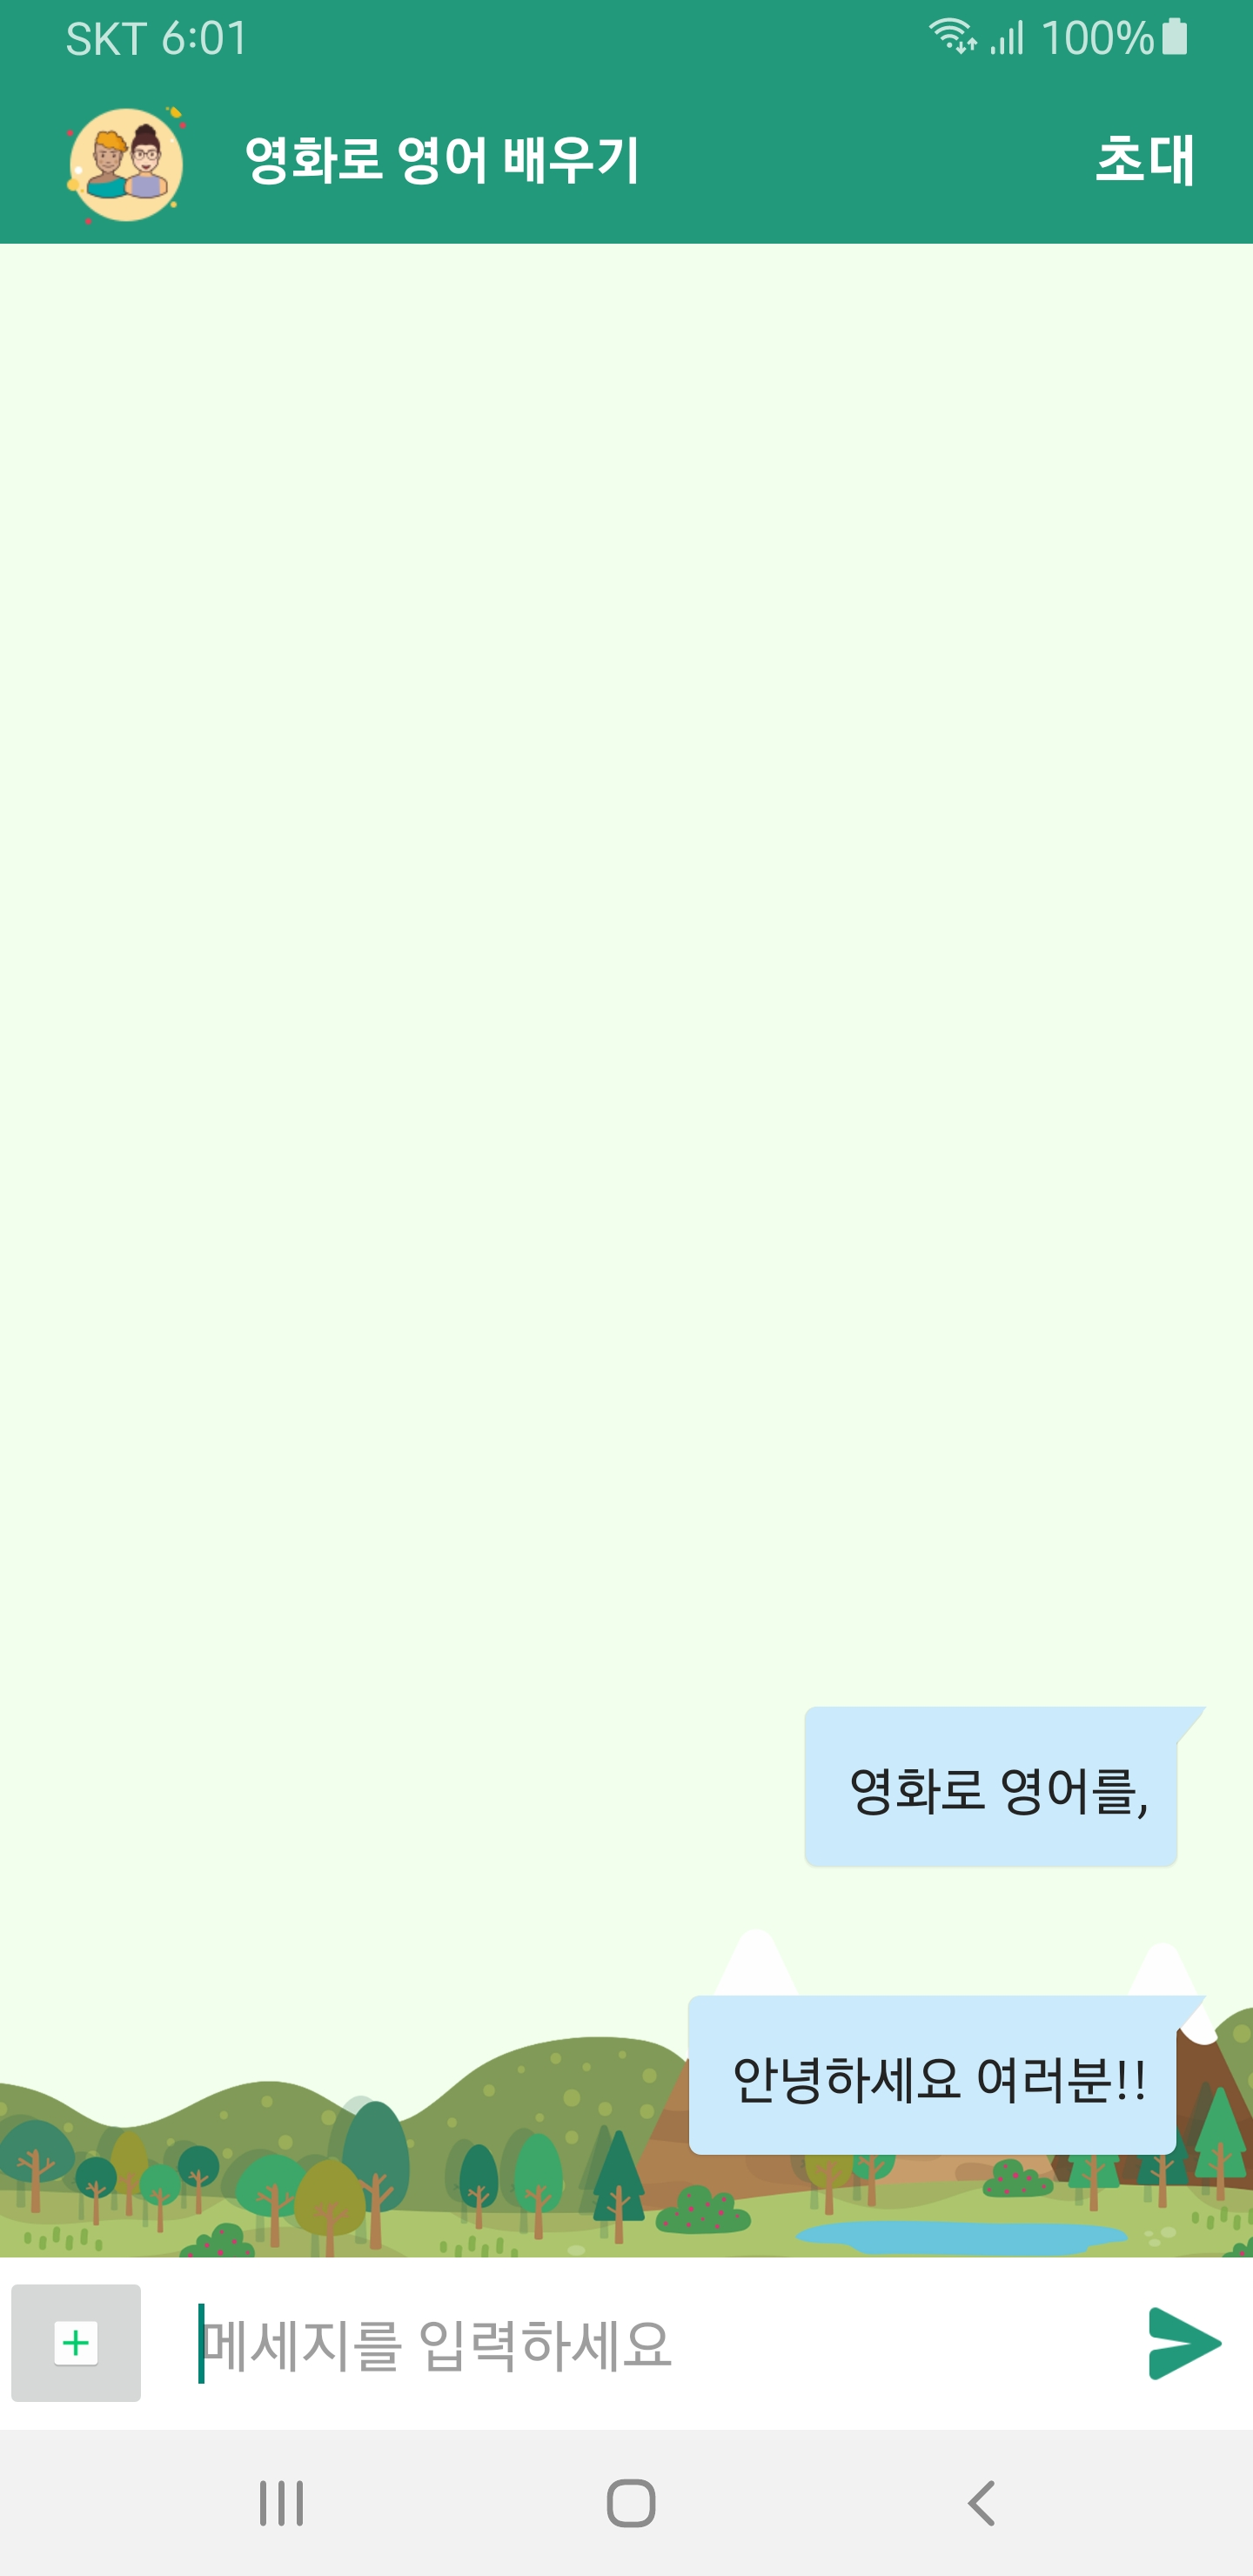 SKT 6:01 100%
영화로 영어 배우기 초대
영화로 영어를,
안녕하세요 여러분!!
메세지를 입력하세요